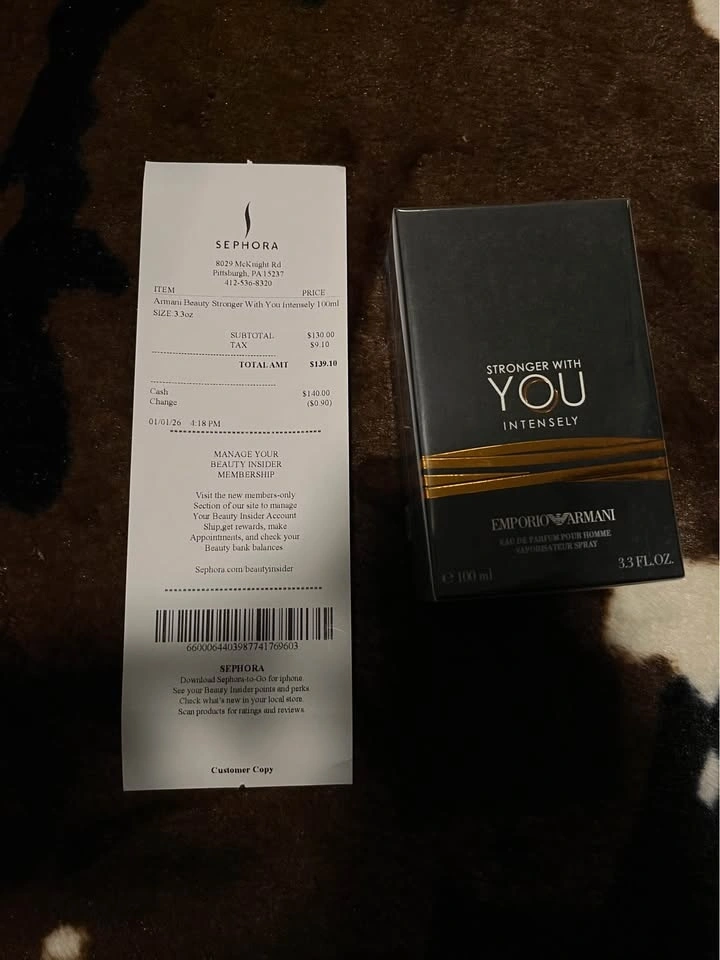 SEPHORA
8029 McKnight Rd
Pittsburgh, PA 15237
412-536-8320
ITEM PRICE
Armani Beauty Stronger With You Intensely 100ml
SIZE 3.3oz
SUBTOTAL $130.00
TAX $9.10
TOTAL AMT $139.10
Cash $140.00
Change ($0.90)
01/01/26 4:18 PM
MANAGE YOUR
BEAUTY INSIDER
MEMBERSHIP
Visit the new members-only
Section of our site to manage
Your Beauty Insider Account
Ship,get rewards, make
Appointments, and check your
Beauty bank balances
Sephora.com/beautyinsider
6600064403987741769603
SEPHORA
Download Sephora-to-Go for iphone
See your Beauty Insider points and perks
Check what's new in your local store
Scan products for ratings and reviews
Customer Copy
STRONGER WITH
YOU
INTENSELY
EMPORIO ARMANI
EAU DE PARFUM POUR HOMME
VAPORISATEUR SPRAY
℮ 100 ml 3.3 FL.OZ.